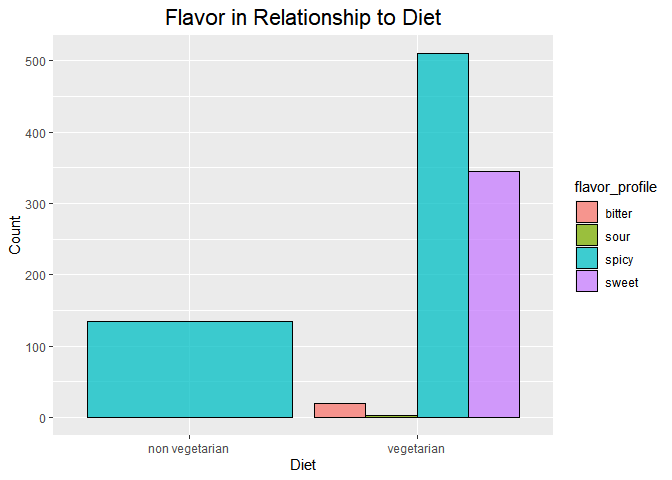 Flavor in Relationship to Diet
500
400
300
200
100
0
Count
non vegetarian
vegetarian
Diet
flavor_profile
bitter
sour
spicy
sweet